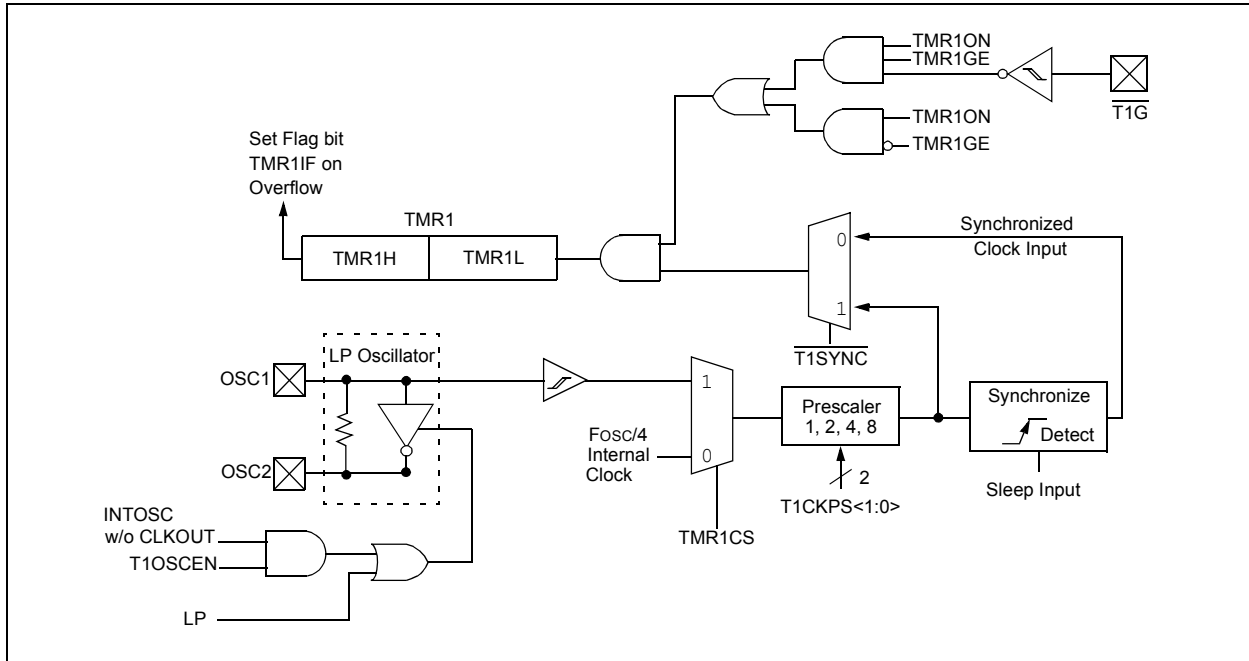 TMR1ON
TMR1GE
T1G
TMR1ON
TMR1GE
Set Flag bit
TMR1IF on
Overflow
TMR1
TMR1H
TMR1L
0
1
T1SYNC
Synchronized
Clock Input
LP Oscillator
OSC1
OSC2
1
0
FOSC/4
Internal
Clock
TMR1CS
Prescaler
1, 2, 4, 8
2
T1CKPS<1:0>
Synchronize
Detect
Sleep Input
INTOSC
w/o CLKOUT
T1OSCEN
LP